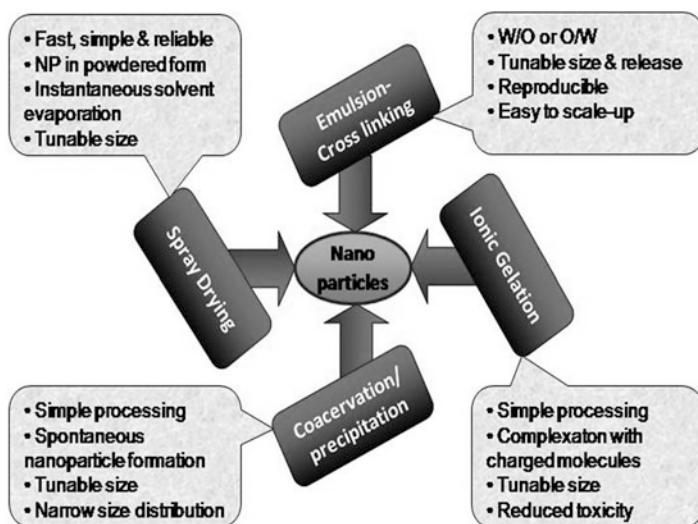 • Fast, simple & reliable
• NP in powdered form
• Instantaneous solvent
evaporation
• Tunable size
• W/O or O/W
• Tunable size & release
• Reproducible
• Easy to scale-up
Emulsion-
Cross linking
Spray Drying
Nano
particles
Ionic Gelation
Coacervation/
precipitation
• Simple processing
• Spontaneous
nanoparticle formation
• Tunable size
• Narrow size distribution
• Simple processing
• Complexaton with
charged molecules
• Tunable size
• Reduced toxicity